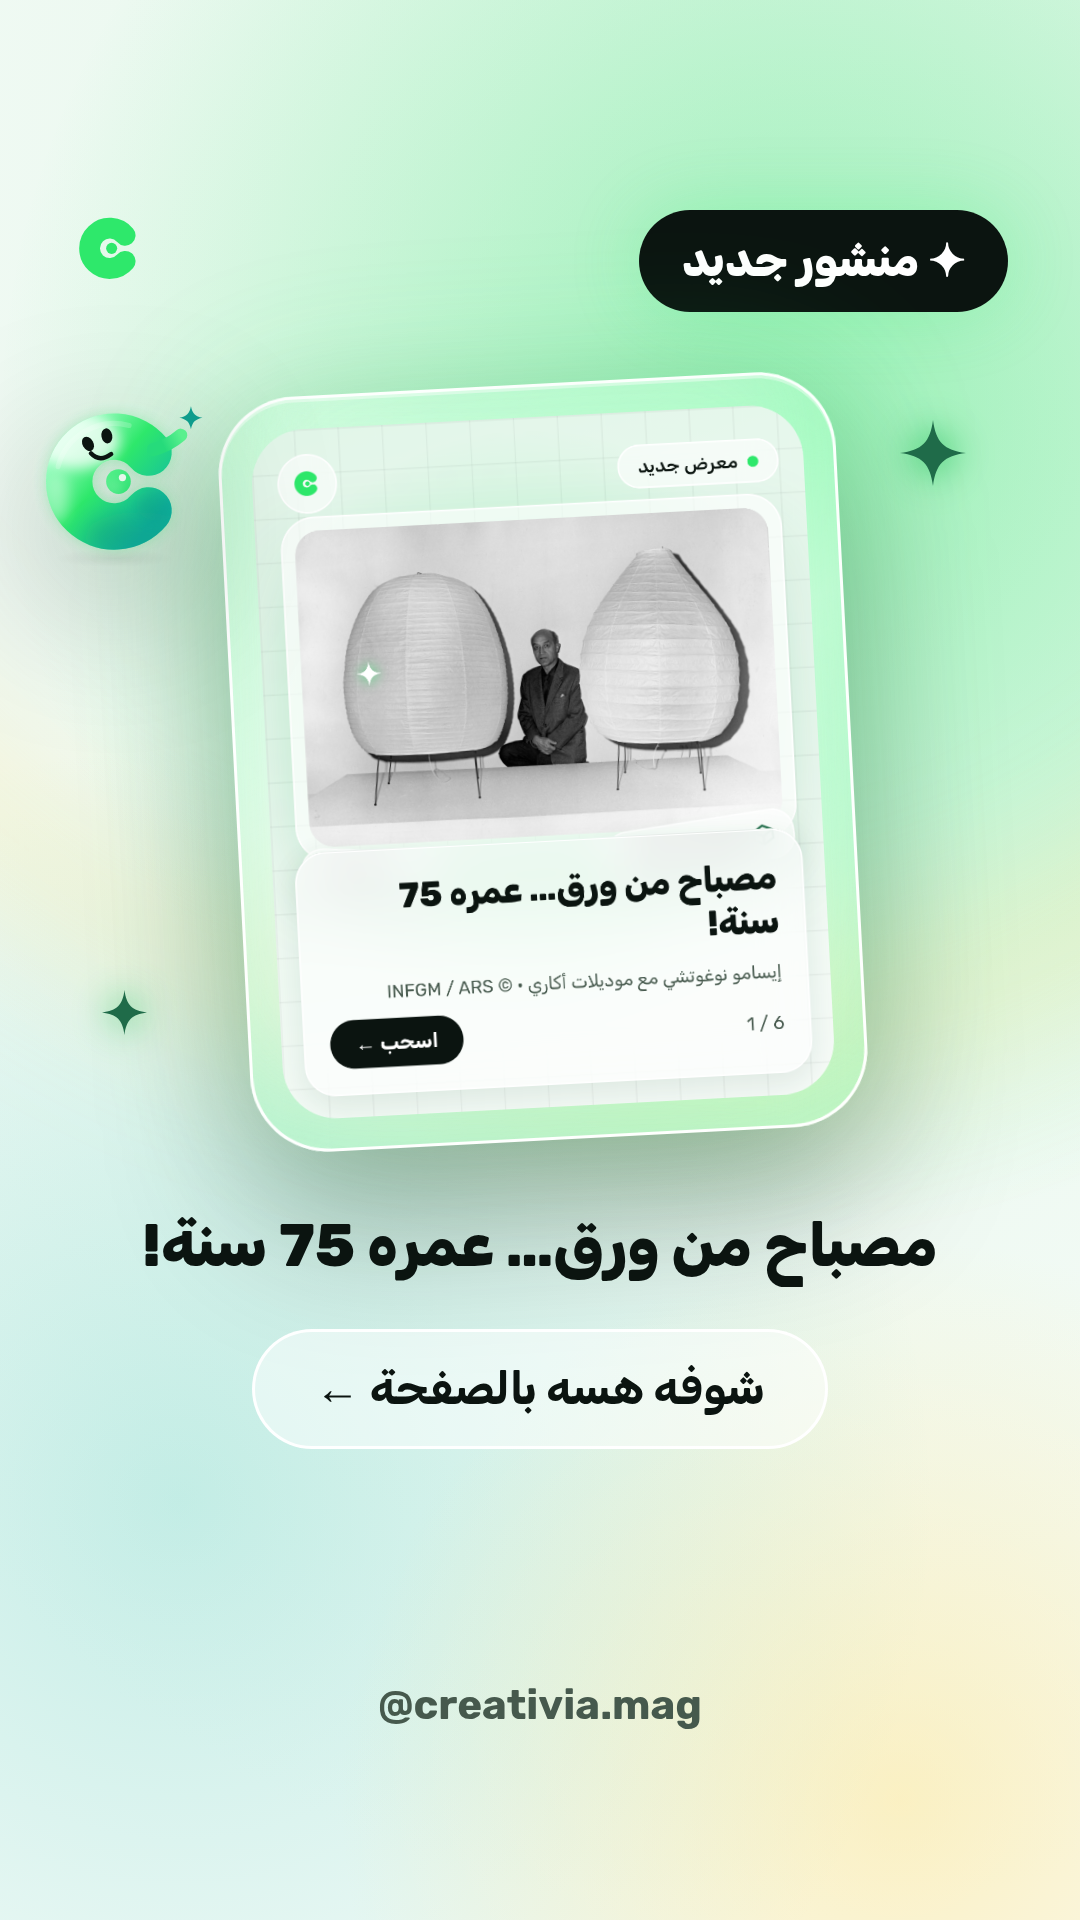 ✦ منشور جديد
معرض جديد
مصباح من ورق... عمره 75
سنة!
إيسامو نوغوتشي مع موديلات أكاري • © INFGM / ARS
1 / 6
اسحب ←
مصباح من ورق... عمره 75 سنة!
شوفه هسه بالصفحة ←
@creativia.mag